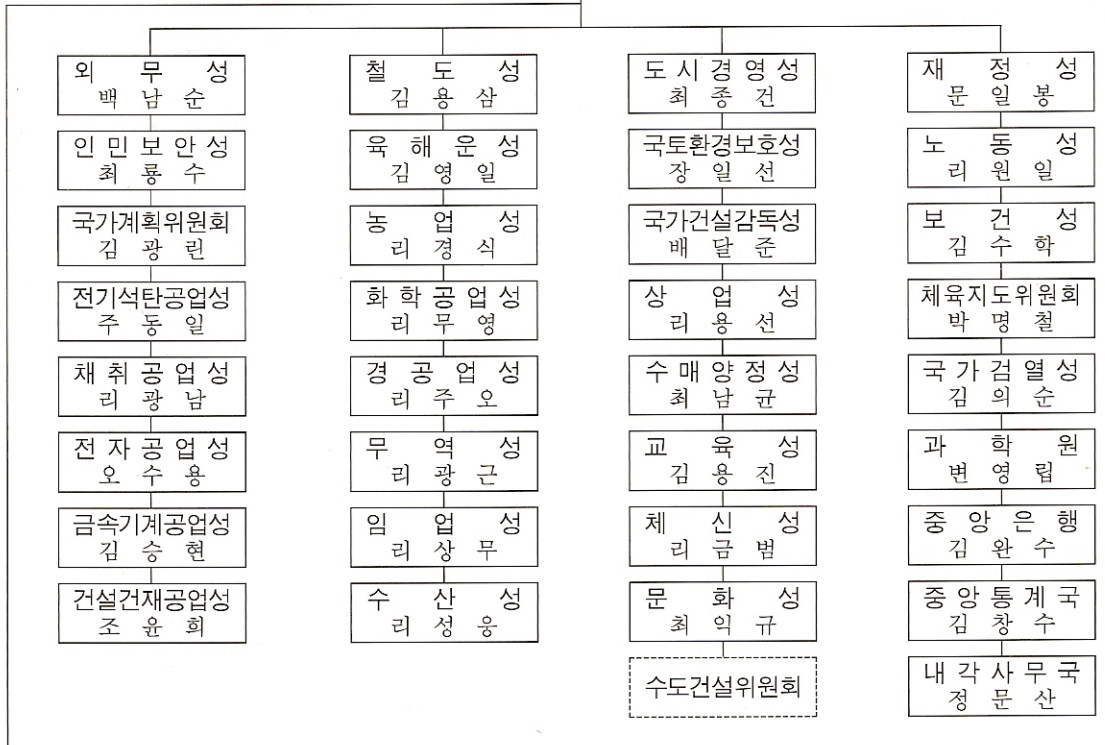 외 무 성
백 남 순
인 민 보 안 성
최 룡 수
국가계획위원회
김 광 린
전기석탄공업성
주 동 일
채 취 공 업 성
리 광 남
전 자 공 업 성
오 수 용
금속기계공업성
김 승 현
건설건재공업성
조 윤 희
철 도 성
김 용 삼
육 해 운 성
김 영 일
농 업 성
리 경 식
화 학 공 업 성
리 무 영
경 공 업 성
리 주 오
무 역 성
리 광 근
임 업 성
리 상 무
수 산 성
리 성 웅
도 시 경 영 성
최 종 건
국토환경보호성
장 일 선
국가건설감독성
배 달 준
상 업 성
리 용 선
수 매 양 정 성
최 남 균
교 육 성
김 용 진
체 신 성
리 금 범
문 화 성
최 익 규
수도건설위원회
재 정 성
문 일 봉
노 동 성
리 원 일
보 건 성
김 수 학
체육지도위원회
박 명 철
국 가 검 열 성
김 의 순
과 학 원
변 영 립
중 앙 은 행
김 완 수
중 앙 통 계 국
김 창 수
내 각 사 무 국
정 문 산